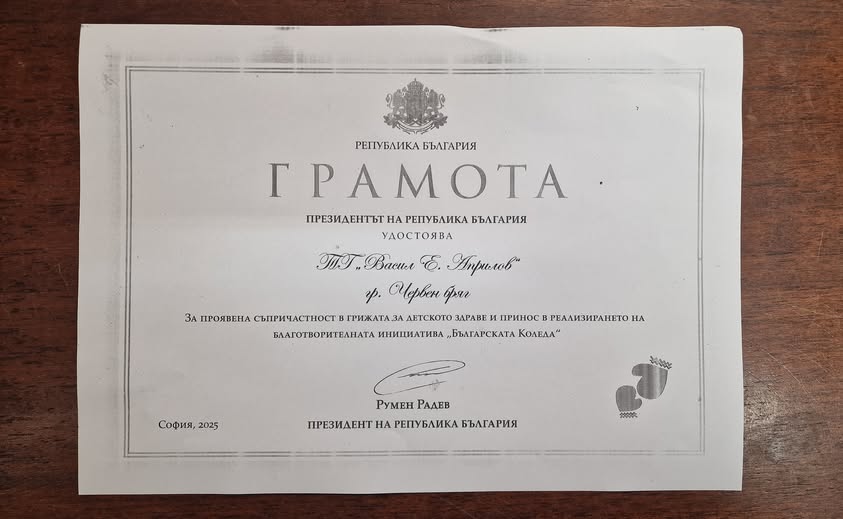 РЕПУБЛИКА БЪЛГАРИЯ
ГРАМОТА
ПРЕЗИДЕНТЪТ НА РЕПУБЛИКА БЪЛГАРИЯ
УДОСТОЯВА
ТГ „Васил Е. Априлов“
гр. Червен бряг
ЗА ПРОЯВЕНА СЪПРИЧАСТНОСТ В ГРИЖАТА ЗА ДЕТСКОТО ЗДРАВЕ И ПРИНОС В РЕАЛИЗИРАНЕТО НА
БЛАГОТВОРИТЕЛНАТА ИНИЦИАТИВА „БЪЛГАРСКАТА КОЛЕДА“
РУМЕН РАДЕВ
СОФИЯ, 2025
ПРЕЗИДЕНТ НА РЕПУБЛИКА БЪЛГАРИЯ